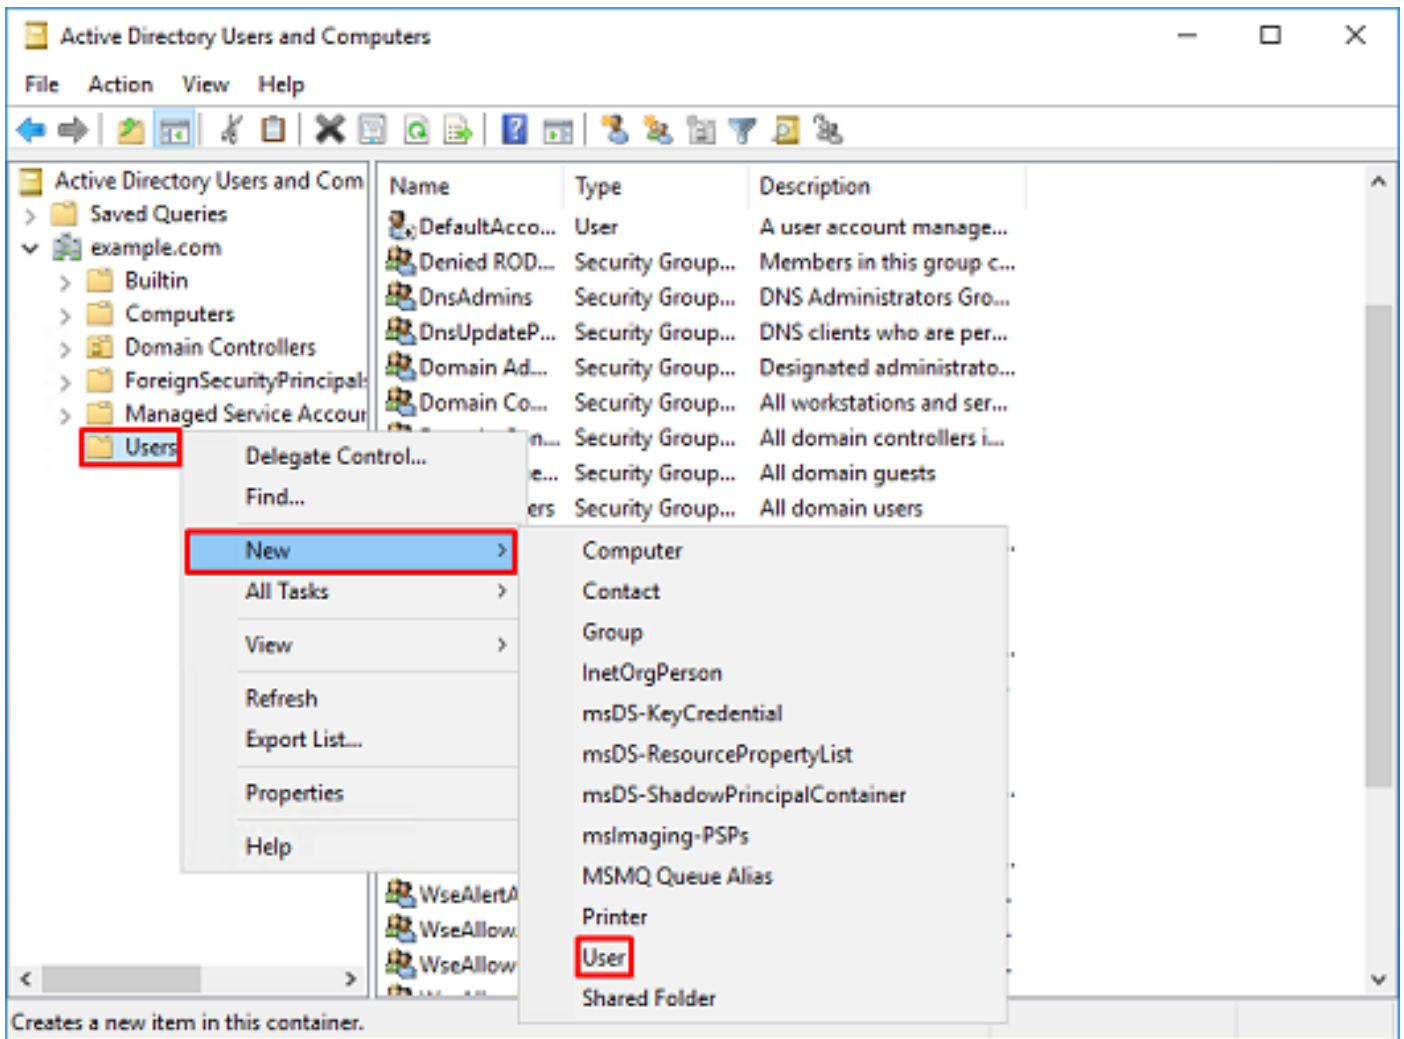 Active Directory Users and Computers
File Action View Help
Active Directory Users and Com
Saved Queries
example.com
Builtin
Computers
Domain Controllers
ForeignSecurityPrincipals
Managed Service Accour
Users
Name Type Description
DefaultAcco... User A user account manage...
Denied ROD... Security Group... Members in this group c...
DnsAdmins Security Group... DNS Administrators Gro...
DnsUpdateP... Security Group... DNS clients who are per...
Domain Ad... Security Group... Designated administrato...
Domain Co... Security Group... All workstations and ser...
n... Security Group... All domain controllers i...
e... Security Group... All domain guests
ers Security Group... All domain users
WseAlertA
WseAllow.
WseAllow
Delegate Control...
Find...
New
All Tasks
View
Refresh
Export List...
Properties
Help
Computer
Contact
Group
InetOrgPerson
msDS-KeyCredential
msDS-ResourcePropertyList
msDS-ShadowPrincipalContainer
msImaging-PSPs
MSMQ Queue Alias
Printer
User
Shared Folder
Creates a new item in this container.